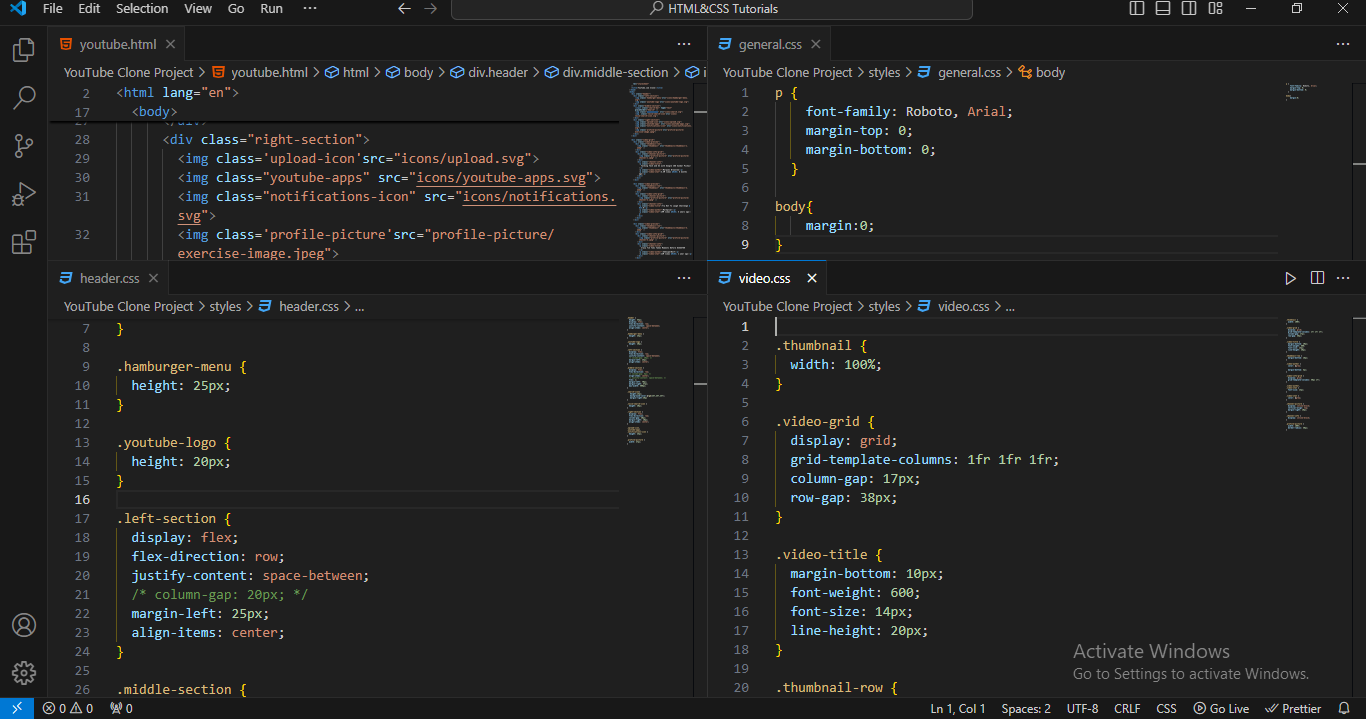 File Edit Selection View Go Run ··· HTML&CSS Tutorials
youtube.html
YouTube Clone Project > youtube.html > html > body > div.header > div.middle-section > i
2 <html lang="en">
17 <body>
28 <div class="right-section">
29 <img class='upload-icon'src="icons/upload.svg">
30 <img class="youtube-apps" src="icons/youtube-apps.svg">
31 <img class="notifications-icon" src="icons/notifications.
svg">
32 <img class='profile-picture'src="profile-picture/
exercise-image.jpeg">
general.css
YouTube Clone Project > styles > general.css > body
1 p {
2 font-family: Roboto, Arial;
3 margin-top: 0;
4 margin-bottom: 0;
5 }
6
7 body{
8 margin:0;
9 }
header.css
YouTube Clone Project > styles > header.css > ...
7 }
8
9 .hamburger-menu {
10 height: 25px;
11 }
12
13 .youtube-logo {
14 height: 20px;
15 }
16
17 .left-section {
18 display: flex;
19 flex-direction: row;
20 justify-content: space-between;
21 /* column-gap: 20px; */
22 margin-left: 25px;
23 align-items: center;
24 }
25
26 .middle-section {
video.css
YouTube Clone Project > styles > video.css > ...
1
2 .thumbnail {
3 width: 100%;
4 }
5
6 .video-grid {
7 display: grid;
8 grid-template-columns: 1fr 1fr 1fr;
9 column-gap: 17px;
10 row-gap: 38px;
11 }
12
13 .video-title {
14 margin-bottom: 10px;
15 font-weight: 600;
16 font-size: 14px;
17 line-height: 20px;
18 }
19
20 .thumbnail-row {
Activate Windows
Go to Settings to activate Windows.
0 0 0 Ln 1, Col 1 Spaces: 2 UTF-8 CRLF CSS Go Live Prettier